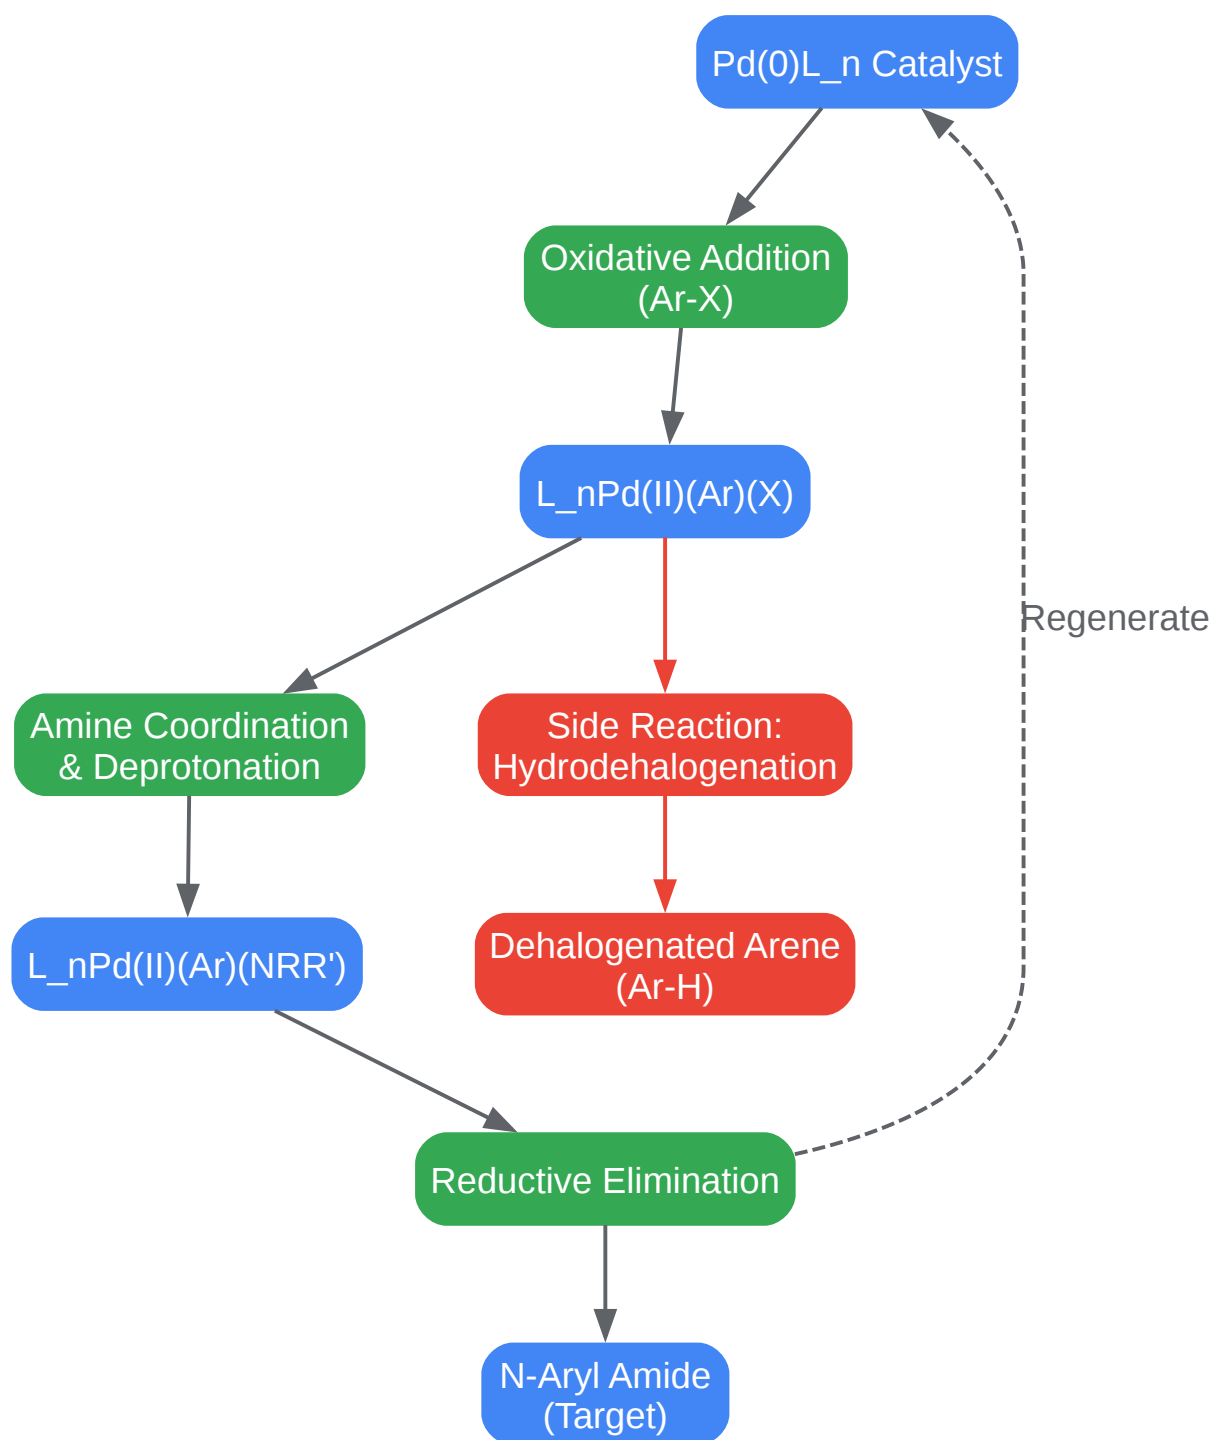 Pd(0)L_n Catalyst
Oxidative Addition
(Ar-X)
L_nPd(II)(Ar)(X)
Regenerate
Amine Coordination
& Deprotonation
Side Reaction:
Hydrodehalogenation
L_nPd(II)(Ar)(NRR')
Dehalogenated Arene
(Ar-H)
Reductive Elimination
N-Aryl Amide
(Target)